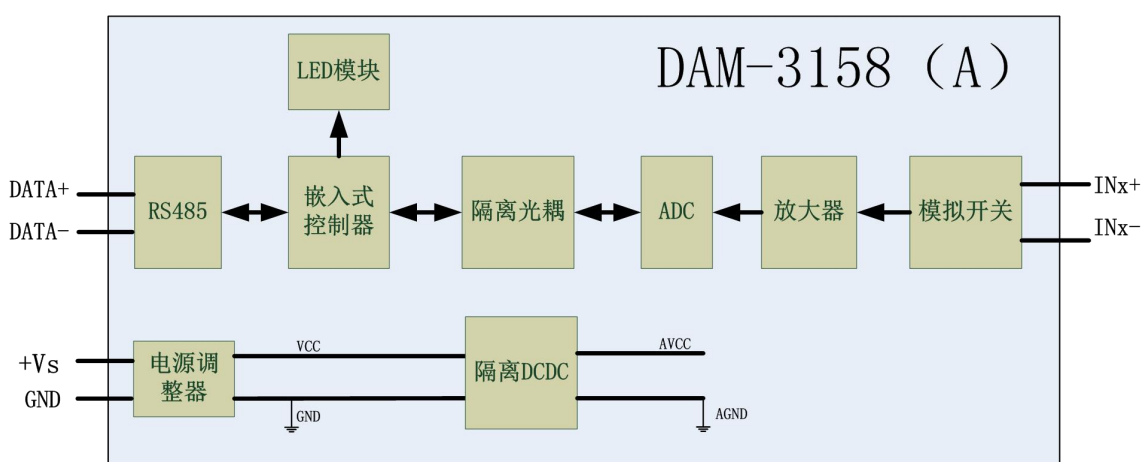 DAM-3158（A）
LED模块
DATA+
DATA-
RS485
嵌入式
控制器
隔离光耦
ADC
放大器
模拟开关
INx+
INx-
+Vs
GND
电源调
整器
VCC
GND
隔离DCDC
AVCC
AGND